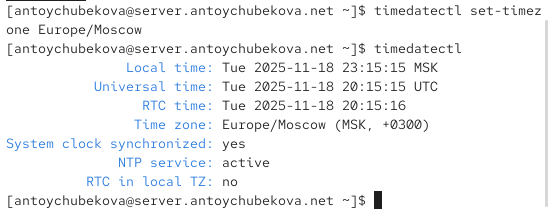 [antoychubekova@server.antoychubekova.net ~]$ timedatectl set-timez
one Europe/Moscow
[antoychubekova@server.antoychubekova.net ~]$ timedatectl
Local time: Tue 2025-11-18 23:15:15 MSK
Universal time: Tue 2025-11-18 20:15:15 UTC
RTC time: Tue 2025-11-18 20:15:16
Time zone: Europe/Moscow (MSK, +0300)
System clock synchronized: yes
NTP service: active
RTC in local TZ: no
[antoychubekova@server.antoychubekova.net ~]$